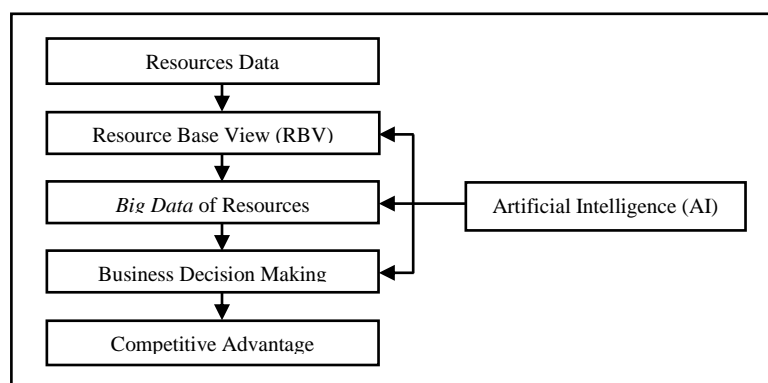 Resources Data
Resource Base View (RBV)
Big Data of Resources
Artificial Intelligence (AI)
Business Decision Making
Competitive Advantage